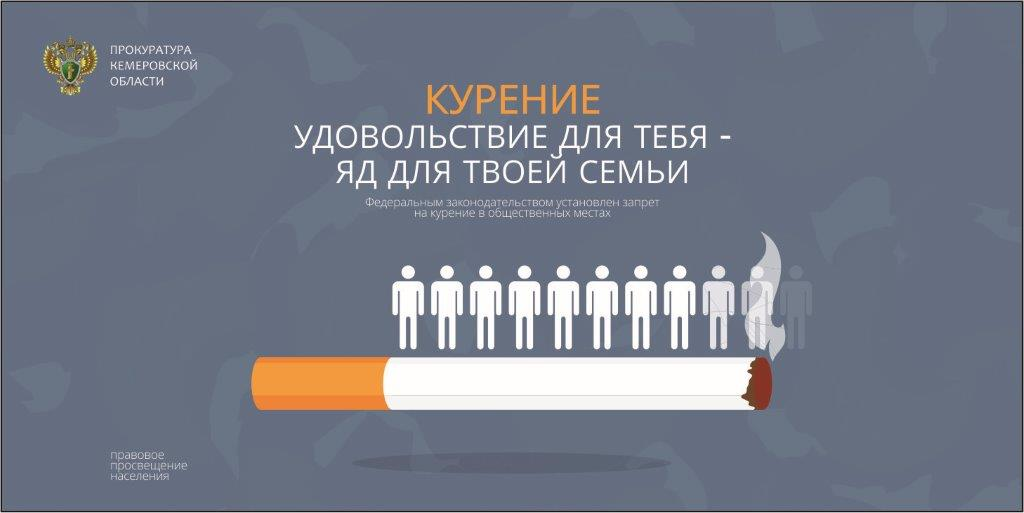 ПРОКУРАТУРА
КЕМЕРОВСКОЙ
ОБЛАСТИ
КУРЕНИЕ
УДОВОЛЬСТВИЕ ДЛЯ ТЕБЯ -
ЯД ДЛЯ ТВОЕЙ СЕМЬИ
Федеральным законодательством установлен запрет
на курение в общественных местах
правовое
просвещение
населения